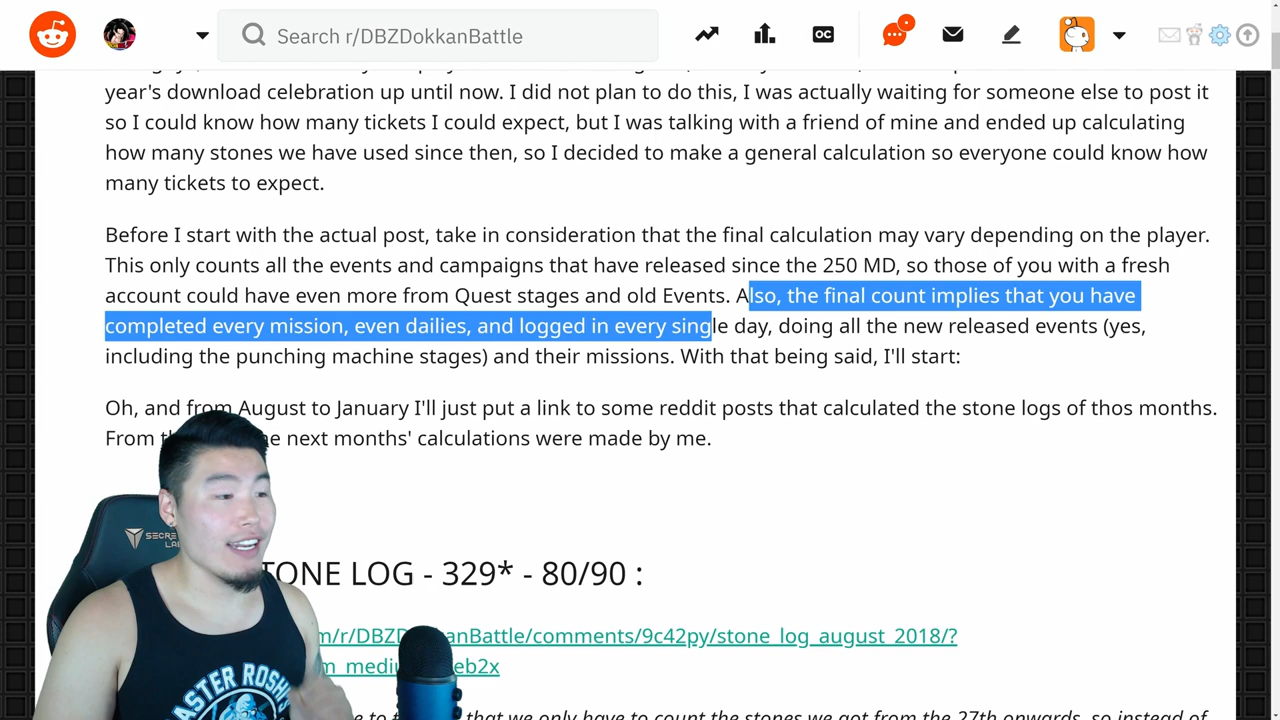 Search r/DBZDokkanBattle
OC
year's download celebration up until now. I did not plan to do this, I was actually waiting for someone else to post it
so I could know how many tickets I could expect, but I was talking with a friend of mine and ended up calculating
how many stones we have used since then, so I decided to make a general calculation so everyone could know how
many tickets to expect.
Before I start with the actual post, take in consideration that the final calculation may vary depending on the player.
This only counts all the events and campaigns that have released since the 250 MD, so those of you with a fresh
account could have even more from Quest stages and old Events. Also, the final count implies that you have
completed every mission, even dailies, and logged in every single day, doing all the new released events (yes,
including the punching machine stages) and their missions. With that being said, I'll start:
Oh, and from August to January I'll just put a link to some reddit posts that calculated the stone logs of thos months.
From the next months' calculations were made by me.
TONE LOG - 329* - 80/90 :
m/r/DBZDokkanBattle/comments/9c42py/stone_log_august_2018/?
SECRE
LAB
that we only have to count the stones we got from the 27th onwards, so instead of